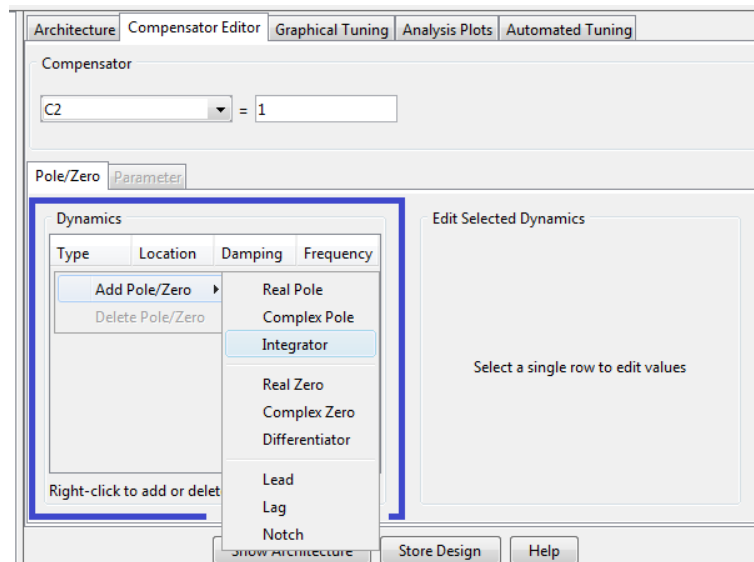 Architecture Compensator Editor Graphical Tuning Analysis Plots Automated Tuning
Compensator
C2 = 1
Pole/Zero Parameter
Dynamics
Type Location Damping Frequency
Add Pole/Zero
Delete Pole/Zero
Real Pole
Complex Pole
Integrator
Real Zero
Complex Zero
Differentiator
Lead
Lag
Notch
Right-click to add or delet
Edit Selected Dynamics
Select a single row to edit values
Show Architecture Store Design Help